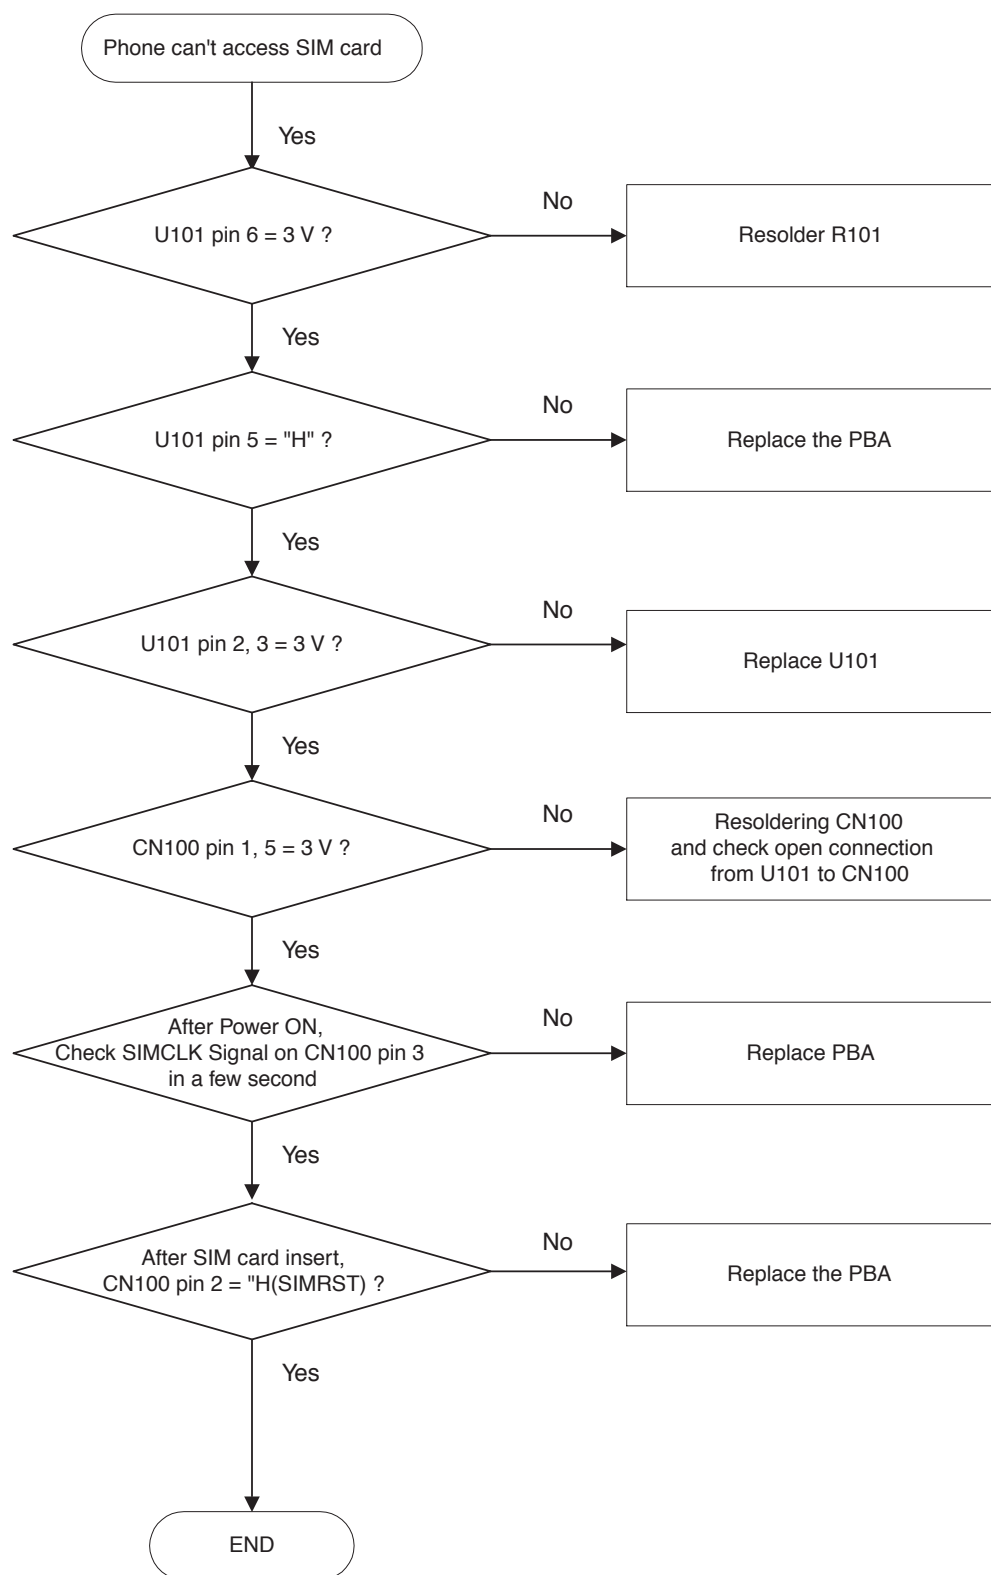 Phone can't access SIM card
Yes
U101 pin 6 = 3 V ?
No
Resolder R101
Yes
U101 pin 5 = "H" ?
No
Replace the PBA
Yes
U101 pin 2, 3 = 3 V ?
No
Replace U101
Yes
CN100 pin 1, 5 = 3 V ?
No
Resoldering CN100
and check open connection
from U101 to CN100
Yes
After Power ON,
Check SIMCLK Signal on CN100 pin 3
in a few second
No
Replace PBA
Yes
After SIM card insert,
CN100 pin 2 = "H(SIMRST) ?
No
Replace the PBA
Yes
END